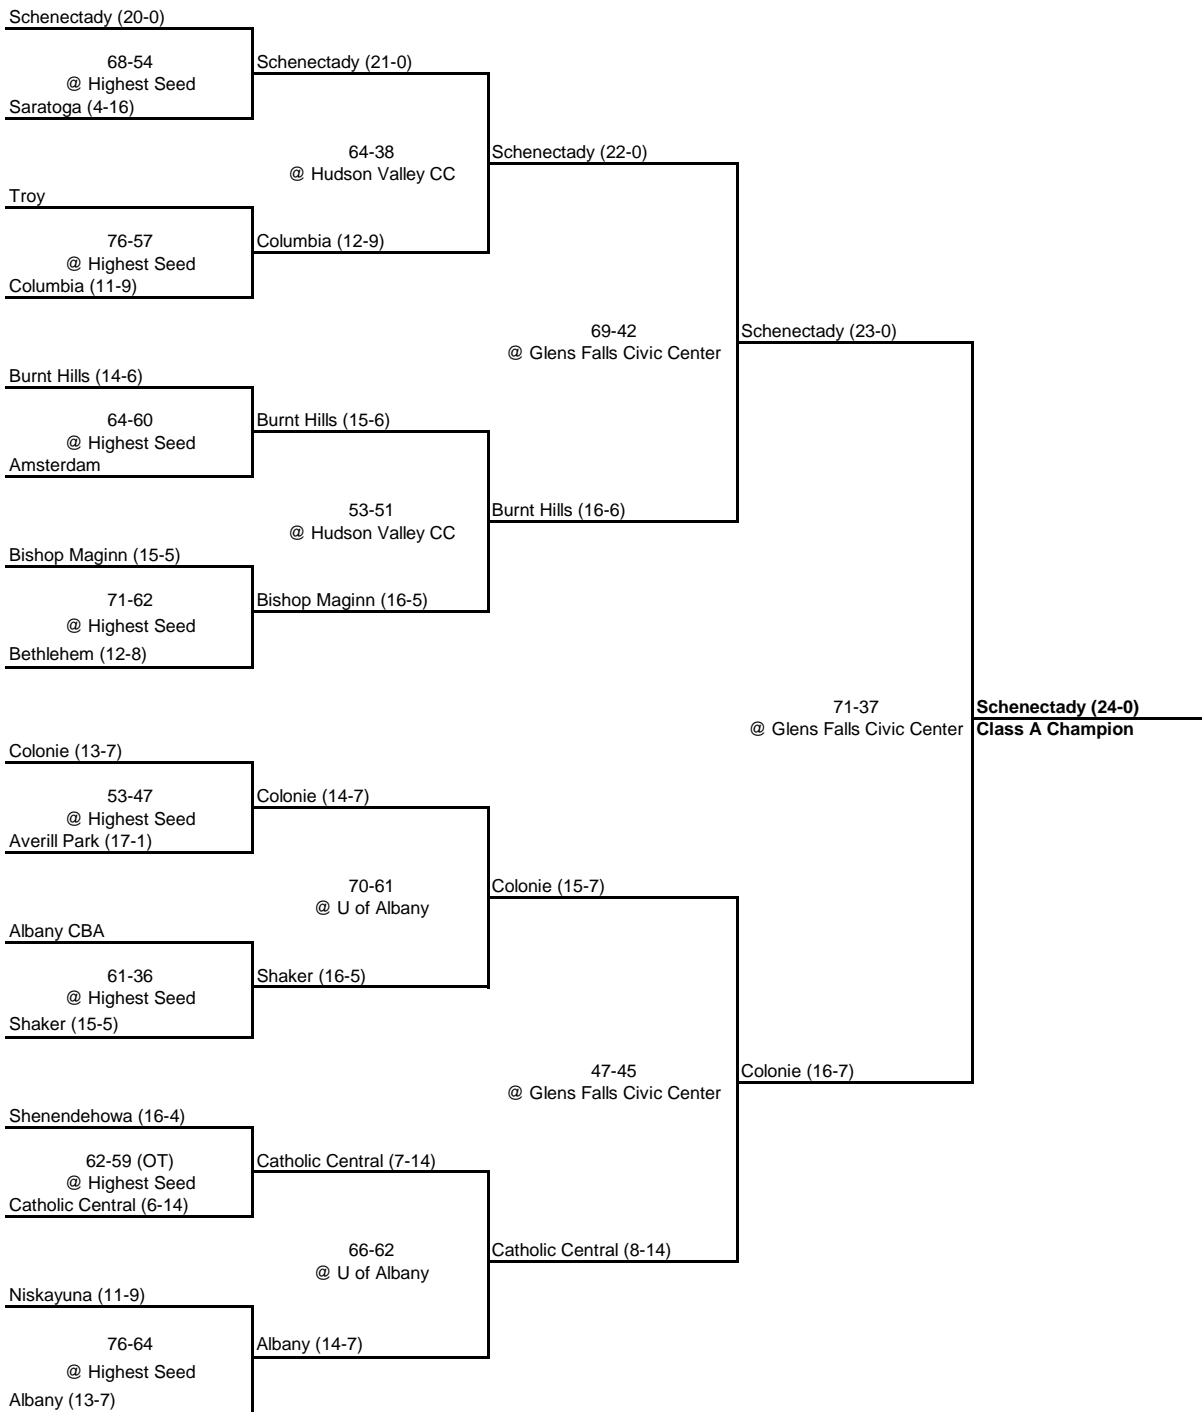 Schenectady (20-0)
68-54
@ Highest Seed
Saratoga (4-16)
Schenectady (21-0)
64-38
@ Hudson Valley CC
Schenectady (22-0)
Troy
76-57
@ Highest Seed
Columbia (11-9)
Columbia (12-9)
69-42
@ Glens Falls Civic Center
Schenectady (23-0)
Burnt Hills (14-6)
64-60
@ Highest Seed
Amsterdam
Burnt Hills (15-6)
53-51
@ Hudson Valley CC
Burnt Hills (16-6)
Bishop Maginn (15-5)
71-62
@ Highest Seed
Bethlehem (12-8)
Bishop Maginn (16-5)
71-37
@ Glens Falls Civic Center
Schenectady (24-0)
Class A Champion
Colonie (13-7)
53-47
@ Highest Seed
Averill Park (17-1)
Colonie (14-7)
70-61
@ U of Albany
Colonie (15-7)
Albany CBA
61-36
@ Highest Seed
Shaker (15-5)
Shaker (16-5)
47-45
@ Glens Falls Civic Center
Colonie (16-7)
Shenendehowa (16-4)
62-59 (OT)
@ Highest Seed
Catholic Central (6-14)
Catholic Central (7-14)
66-62
@ U of Albany
Catholic Central (8-14)
Niskayuna (11-9)
76-64
@ Highest Seed
Albany (13-7)
Albany (14-7)